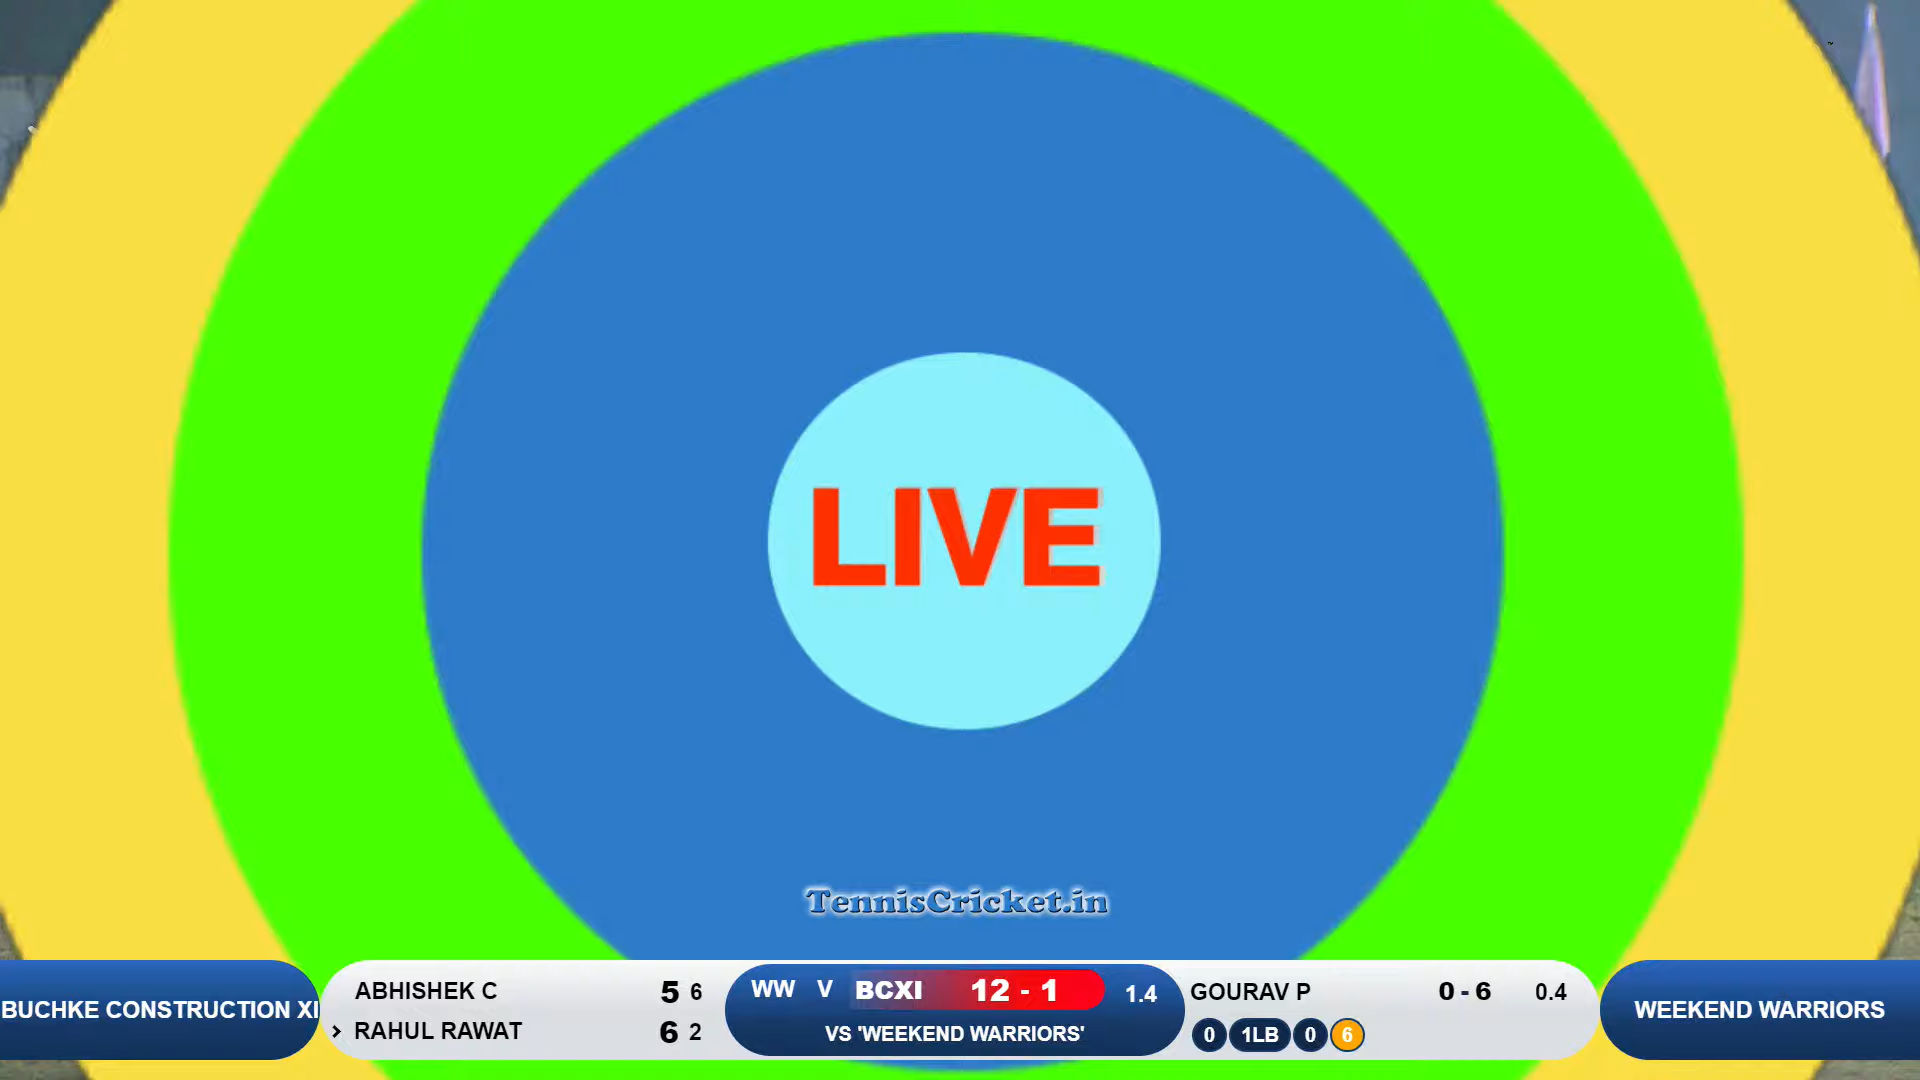 LIVE
TennisCricket.in
BUCHKE CONSTRUCTION XI
ABHISHEK C 5 6
> RAHUL RAWAT 6 2
WW V BCXI 12 - 1 1.4
VS 'WEEKEND WARRIORS'
GOURAV P 0 - 6 0.4
0 1LB 0 6
WEEKEND WARRIORS